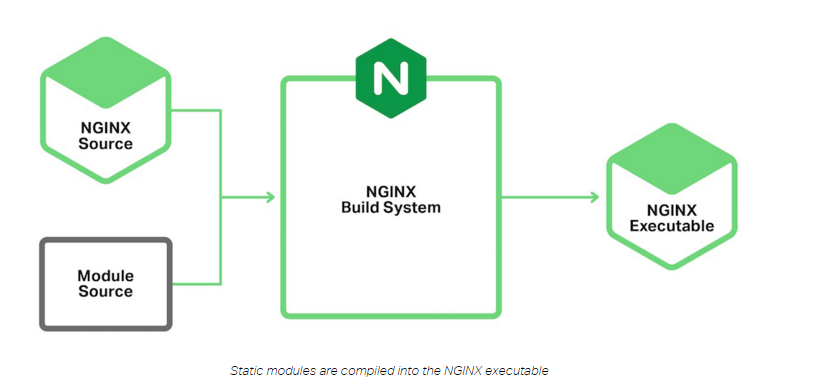 N
NGINX
Source
NGINX
Build System
NGINX
Executable
Module
Source
Static modules are compiled into the NGINX executable